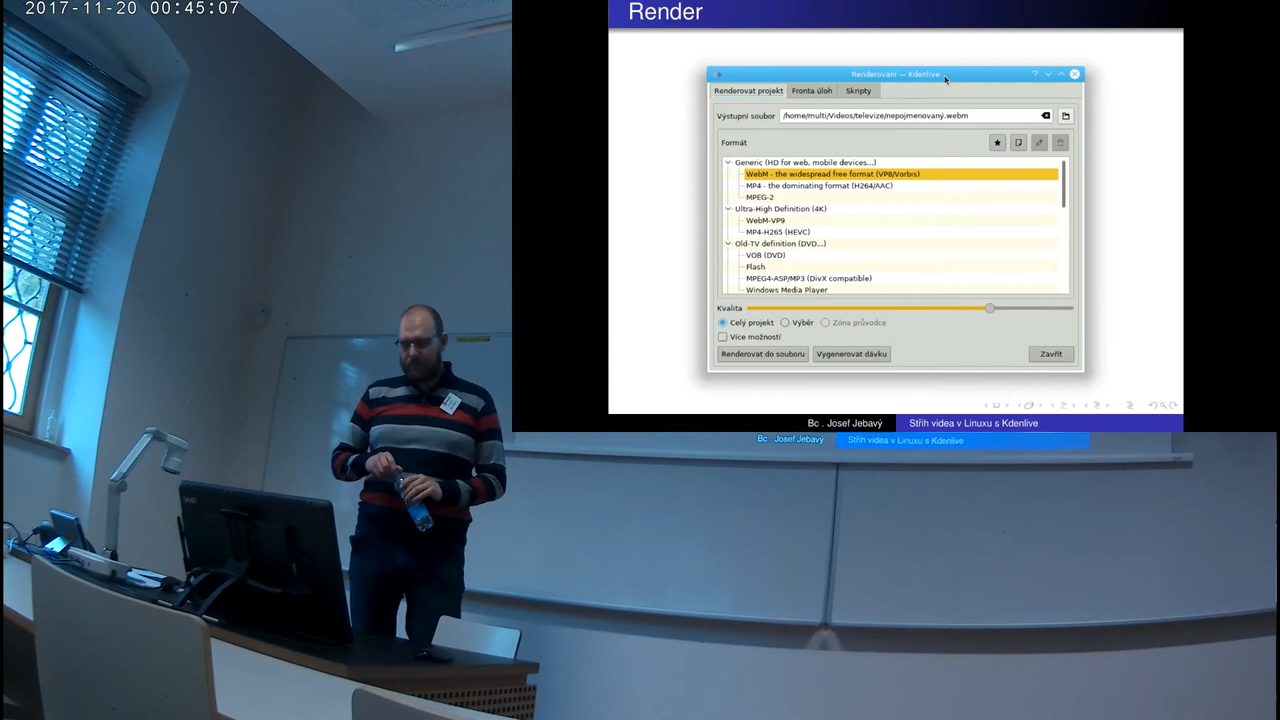 2017-11-20 00:45:07
Render
Renderování — Kdenlive
Renderovat projekt Fronta úloh Skripty
Výstupní soubor /home/multi/Videos/televize/nepojmenovaný.webm
Formát
Generic (HD for web, mobile devices...)
WebM - the widespread free format (VP8/Vorbis)
MP4 - the dominating format (H264/AAC)
MPEG-2
Ultra-High Definition (4K)
WebM-VP9
MP4-H265 (HEVC)
Old-TV definition (DVD...)
VOB (DVD)
Flash
MPEG4-ASP/MP3 (DivX compatible)
Windows Media Player
Kvalita
Celý projekt Výběr Zóna průvodce
Více možností
Renderovat do souboru Vygenerovat dávku Zavřít
Bc . Josef Jebavý Střih videa v Linuxu s Kdenlive
Bc . Josef Jebavý Střih videa v Linuxu s Kdenlive